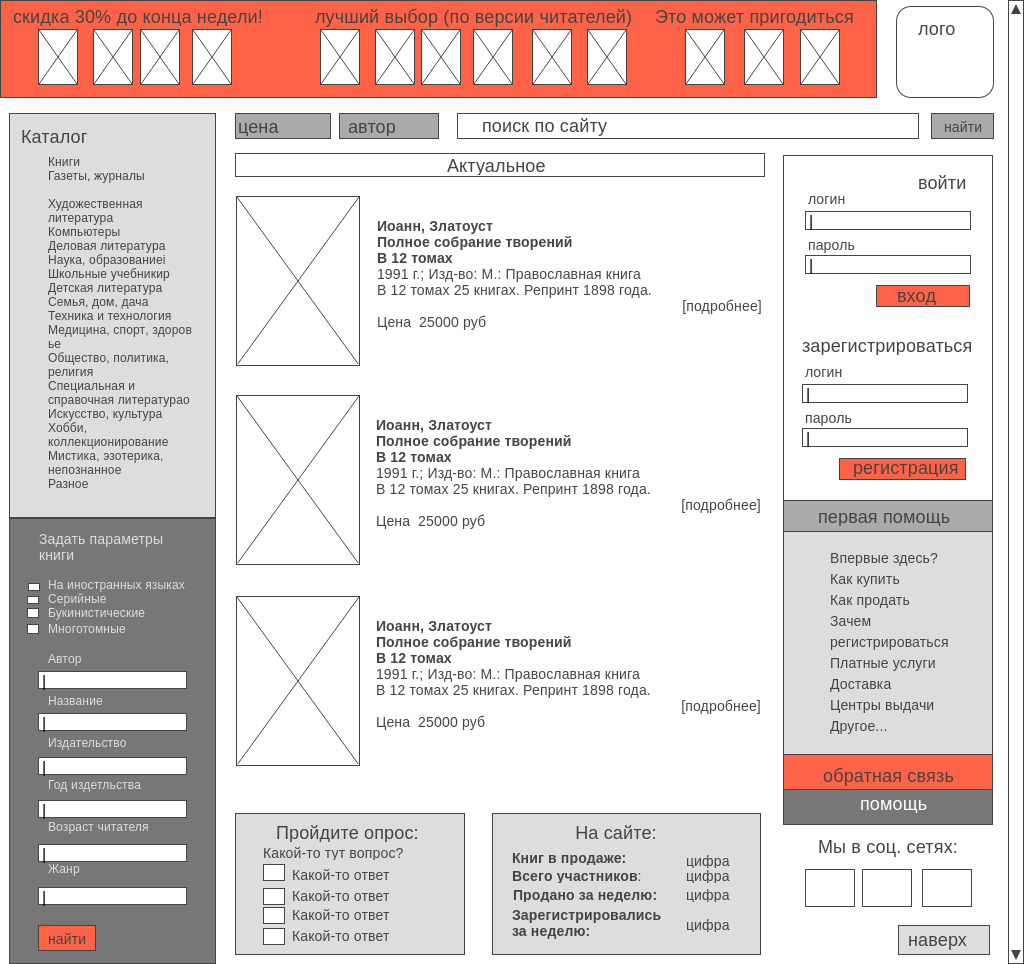 скидка 30% до конца недели!
лучший выбор (по версии читателей)
Это может пригодиться
лого
Каталог
Книги
Газеты, журналы
Художественная
литература
Компьютеры
Деловая литература
Наука, образованиеі
Школьные учебникир
Детская литература
Семья, дом, дача
Техника и технология
Медицина, спорт, здоров
ье
Общество, политика,
религия
Специальная и
справочная литературао
Искусство, культура
Хобби,
коллекционирование
Мистика, эзотерика,
непознанное
Разное
Задать параметры
книги
На иностранных языках
Серийные
Букинистические
Многотомные
Автор
Название
Издательство
Год издетльства
Возраст читателя
Жанр
найти
цена
автор
поиск по сайту
найти
Актуальное
Иоанн, Златоуст
Полное собрание творений
В 12 томах
1991 г.; Изд-во: М.: Православная книга
В 12 томах 25 книгах. Репринт 1898 года.
[подробнее]
Цена 25000 руб
Иоанн, Златоуст
Полное собрание творений
В 12 томах
1991 г.; Изд-во: М.: Православная книга
В 12 томах 25 книгах. Репринт 1898 года.
[подробнее]
Цена 25000 руб
Иоанн, Златоуст
Полное собрание творений
В 12 томах
1991 г.; Изд-во: М.: Православная книга
В 12 томах 25 книгах. Репринт 1898 года.
[подробнее]
Цена 25000 руб
Пройдите опрос:
Какой-то тут вопрос?
Какой-то ответ
Какой-то ответ
Какой-то ответ
Какой-то ответ
На сайте:
Книг в продаже: цифра
Всего участников: цифра
Продано за неделю: цифра
Зарегистрировались
за неделю: цифра
войти
логин
пароль
вход
зарегистрироваться
логин
пароль
регистрация
первая помощь
Впервые здесь?
Как купить
Как продать
Зачем
регистрироваться
Платные услуги
Доставка
Центры выдачи
Другое...
обратная связь
помощь
Мы в соц. сетях:
наверх